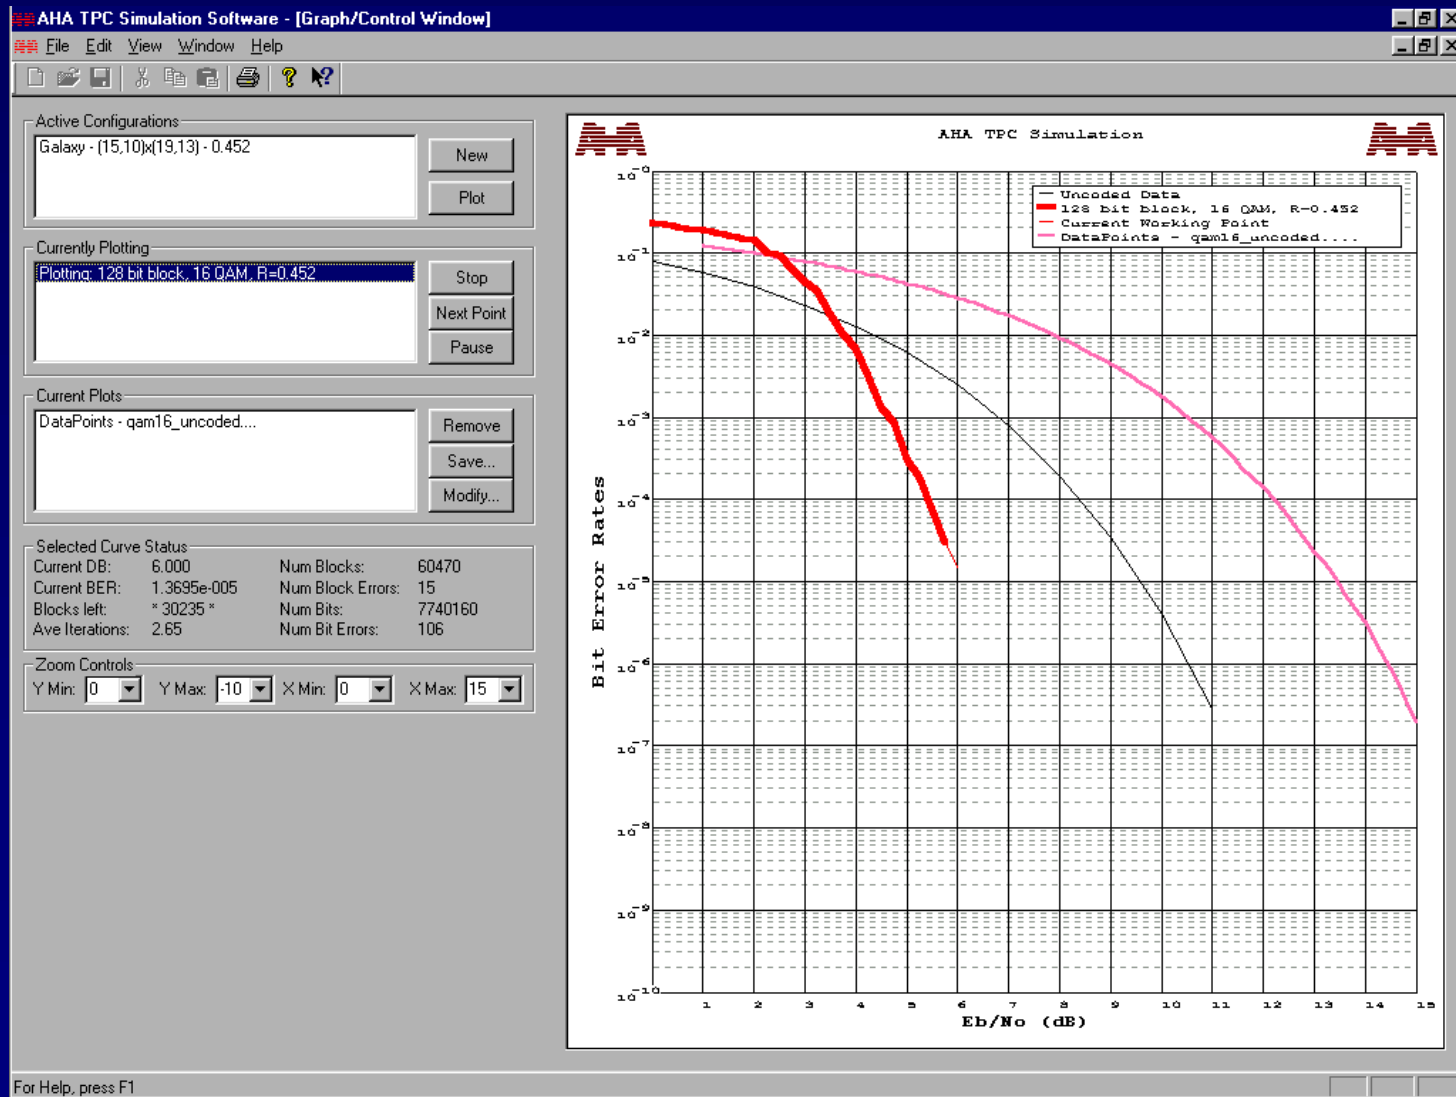 AHA TPC Simulation Software - [Graph/Control Window]
File Edit View Window Help
Active Configurations
Galaxy - (15,10)x(19,13) - 0.452
New
Plot
Currently Plotting
Plotting: 128 bit block, 16 QAM, R=0.452
Stop
Next Point
Pause
Current Plots
DataPoints - qam16_uncoded....
Remove
Save...
Modify...
Selected Curve Status
Current DB: 6.000 Num Blocks: 60470
Current BER: 1.3695e-005 Num Block Errors: 15
Blocks left: * 30235 * Num Bits: 7740160
Ave Iterations: 2.65 Num Bit Errors: 106
Zoom Controls
Y Min: 0 Y Max: -10 X Min: 0 X Max: 15
AHA
AHA TPC Simulation
AHA
Uncoded Data
128 bit block, 16 QAM, R=0.452
Current Working Point
DataPoints - qam16_uncoded....
Bit Error Rates
10^-0
10^-1
10^-2
10^-3
10^-4
10^-5
10^-6
10^-7
10^-8
10^-9
10^-10
1 2 3 4 5 6 7 8 9 10 11 12 13 14 15
Eb/No (dB)
For Help, press F1